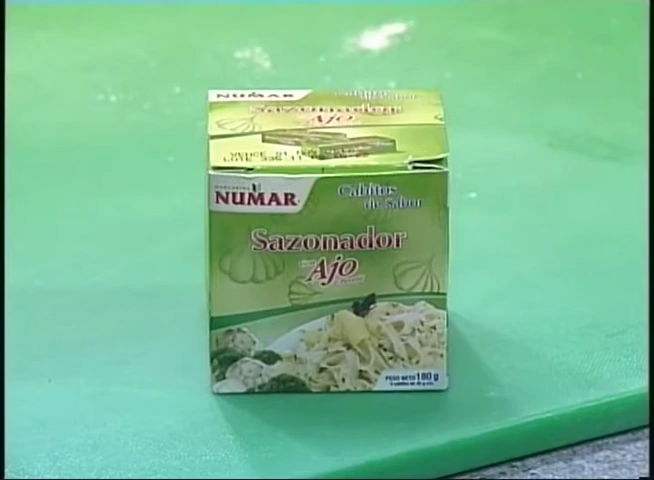 NUMAR
Sazonador
Ajo
NUMAR
Cubitos
de Sabor
Sazonador
Ajo
PESO NETO 180 g